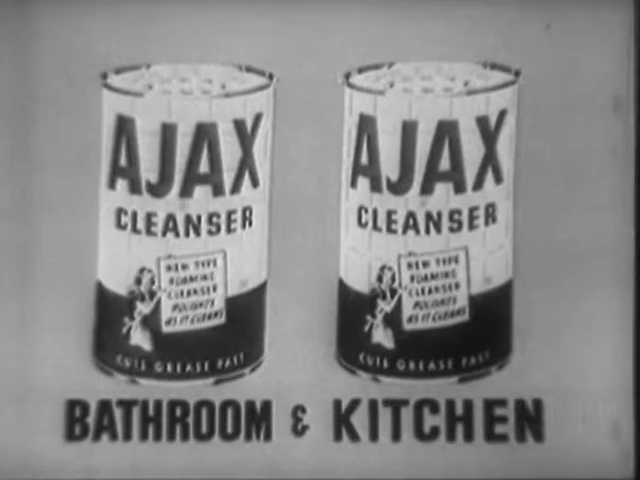 AJAX
CLEANSER
NEW TYPE
FOAMING
CLEANSER
POLISHES
AS IT CLEANS
CUTS GREASE FAST
AJAX
CLEANSER
NEW TYPE
FOAMING
CLEANSER
POLISHES
AS IT CLEANS
CUTS GREASE FAST
BATHROOM & KITCHEN